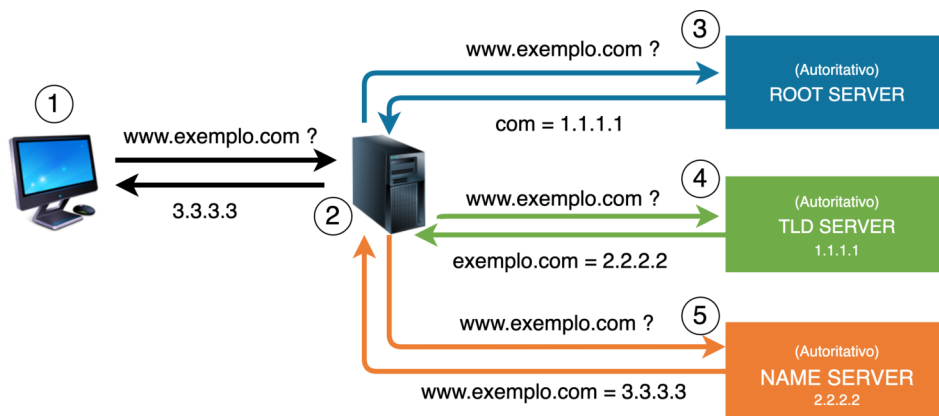 1
www.exemplo.com ?
3.3.3.3
2
3
www.exemplo.com ?
com = 1.1.1.1
(Autoritativo)
ROOT SERVER
4
www.exemplo.com ?
exemplo.com = 2.2.2.2
(Autoritativo)
TLD SERVER
1.1.1.1
5
www.exemplo.com ?
www.exemplo.com = 3.3.3.3
(Autoritativo)
NAME SERVER
2.2.2.2